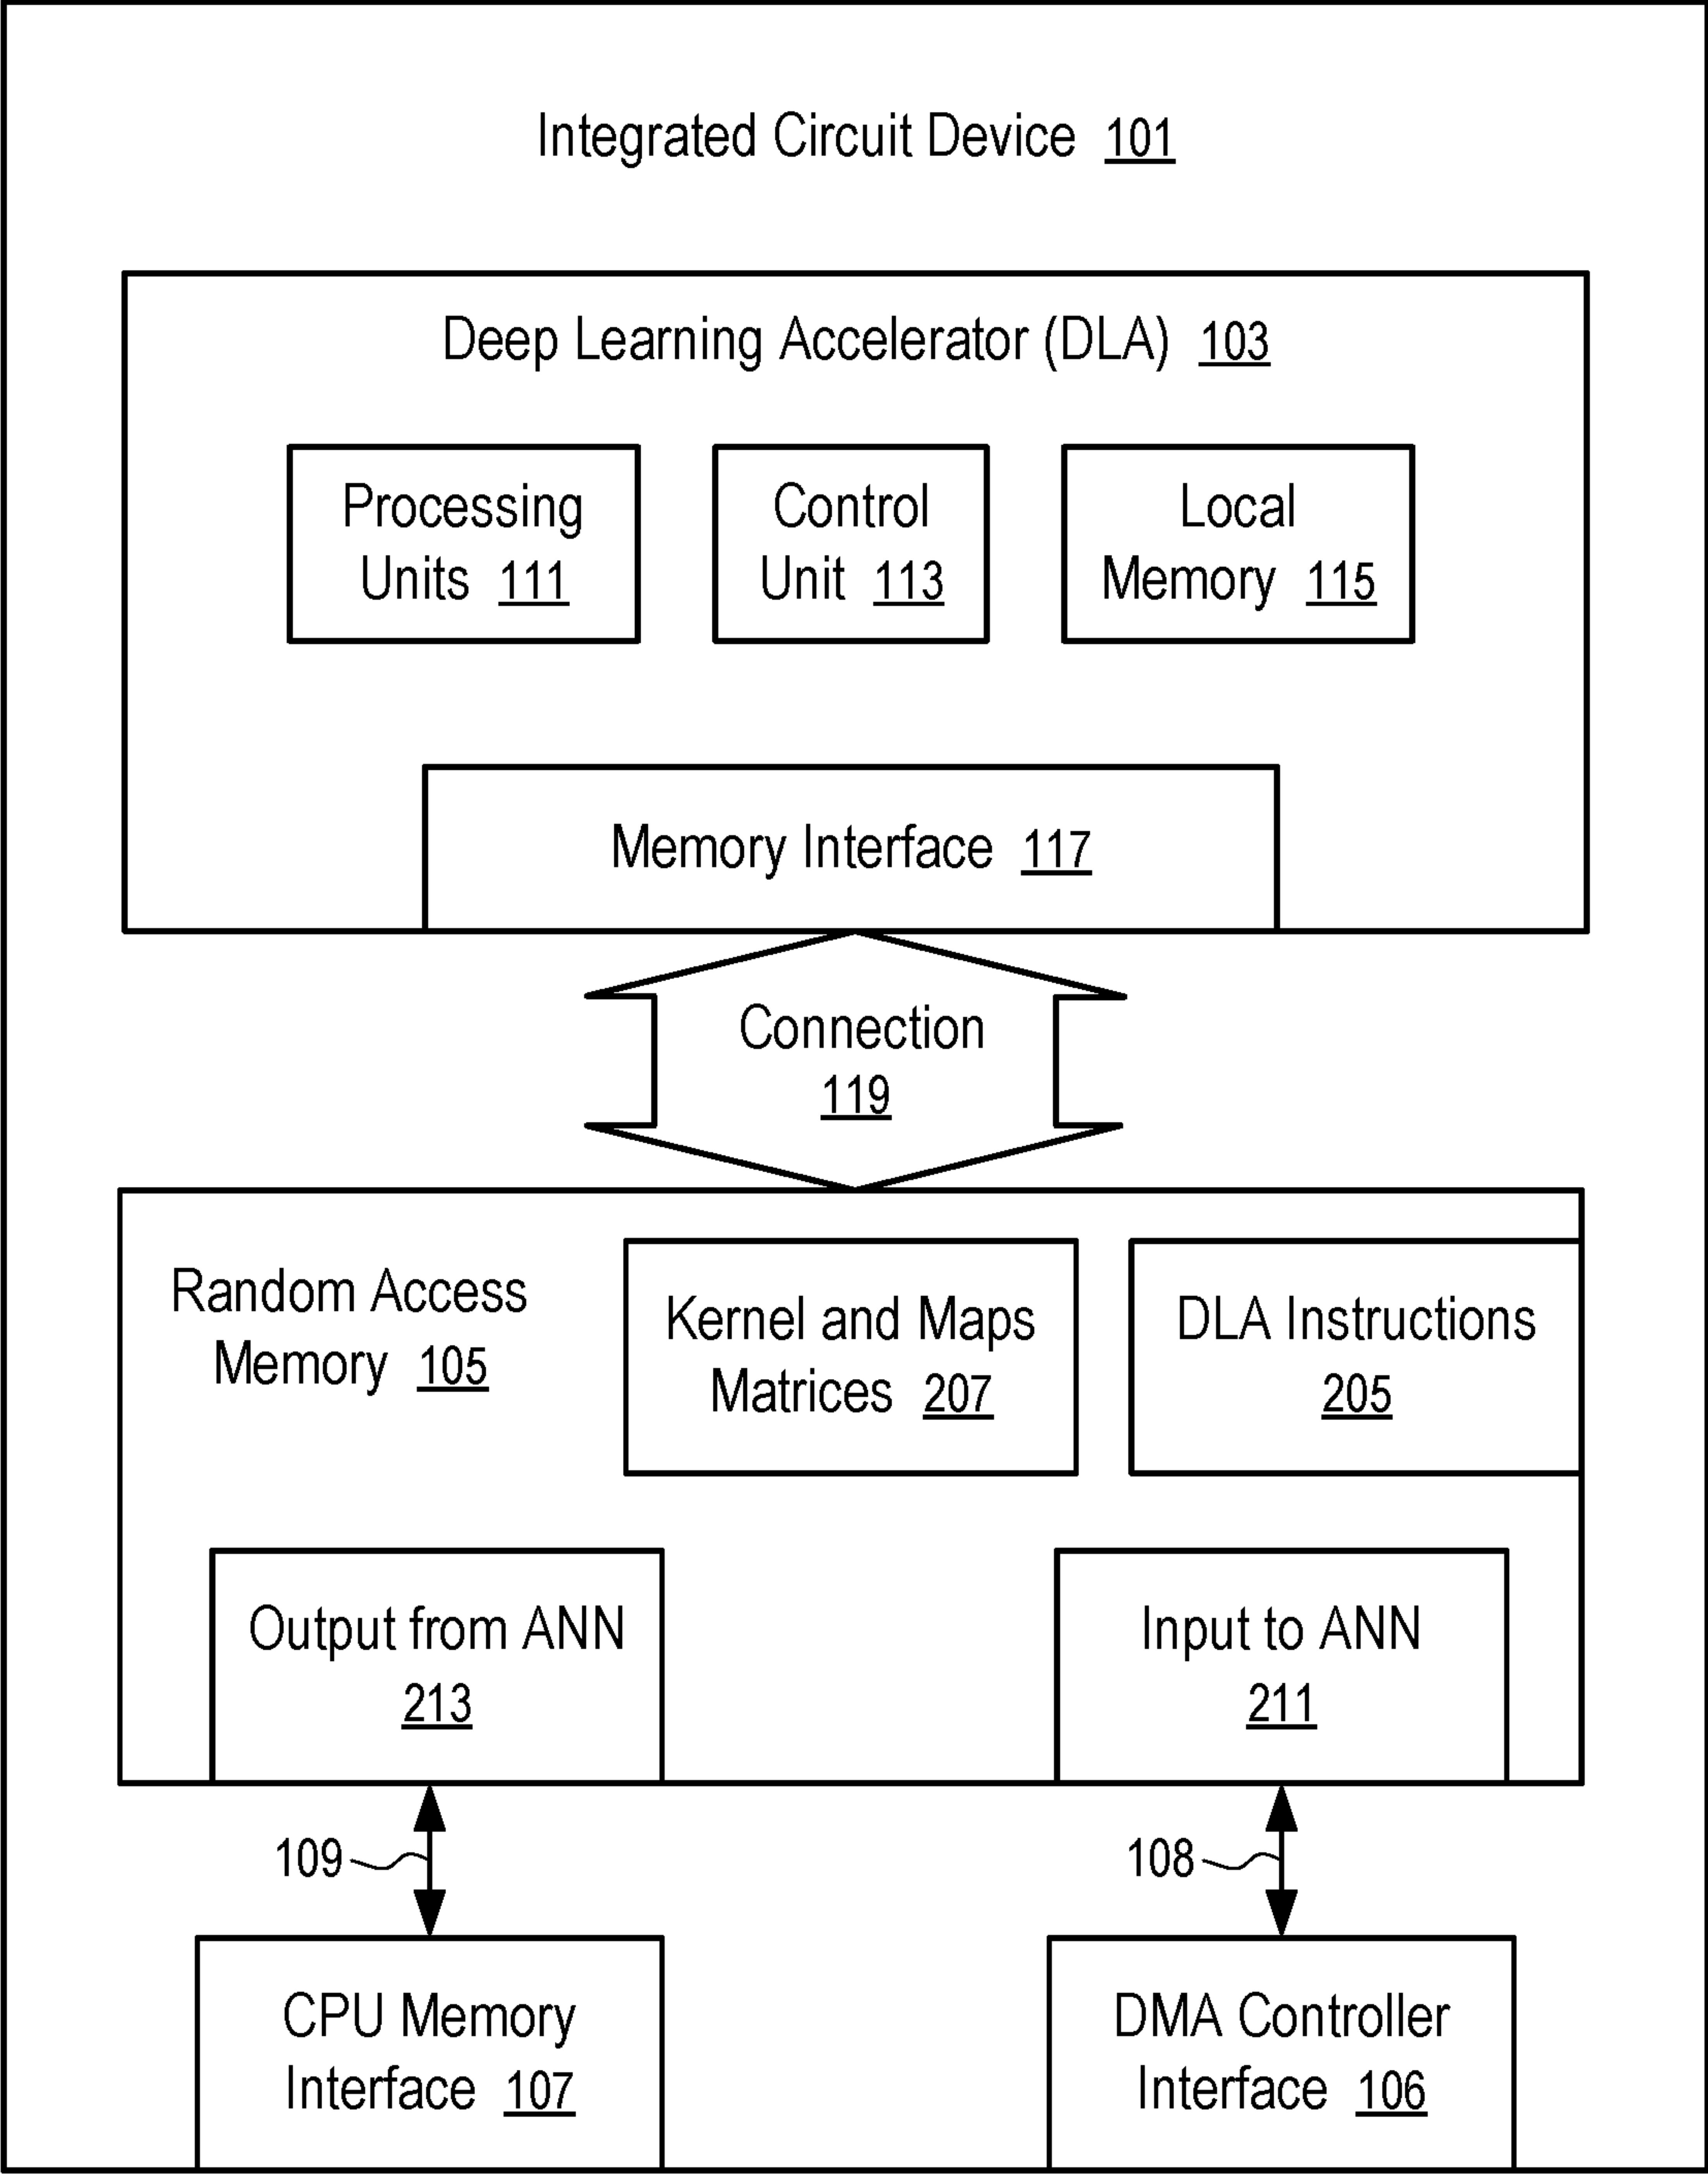 Integrated Circuit Device 101
Deep Learning Accelerator (DLA) 103
Processing
Units 111
Control
Unit 113
Local
Memory 115
Memory Interface 117
Connection
119
Random Access
Memory 105
Kernel and Maps
Matrices 207
DLA Instructions
205
Output from ANN
213
Input to ANN
211
109
108
CPU Memory
Interface 107
DMA Controller
Interface 106